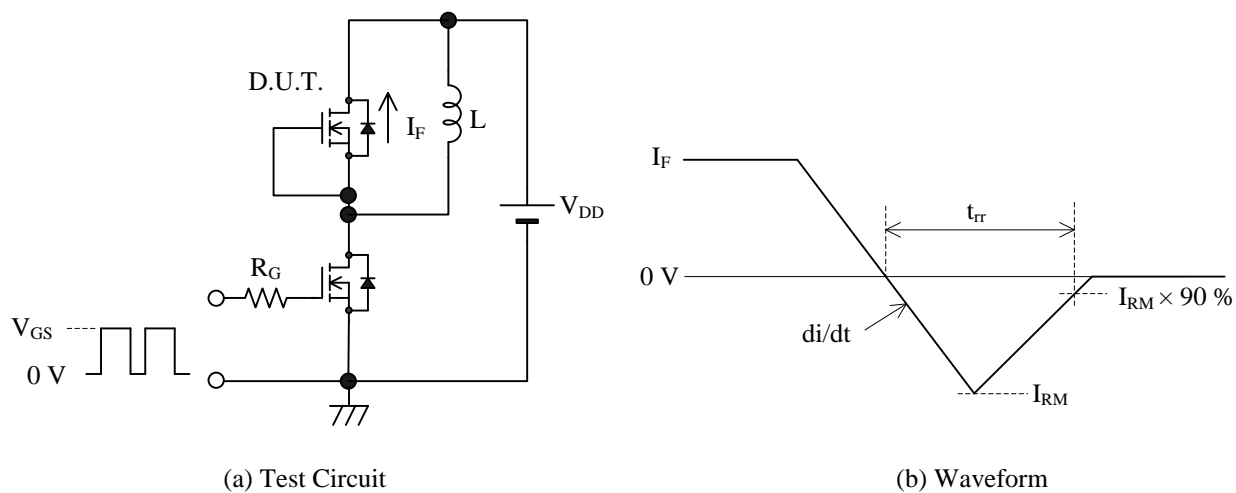 D.U.T.
I_F
L
V_DD
R_G
V_GS
0 V
(a) Test Circuit
I_F
t_rr
0 V
I_RM × 90 %
di/dt
I_RM
(b) Waveform